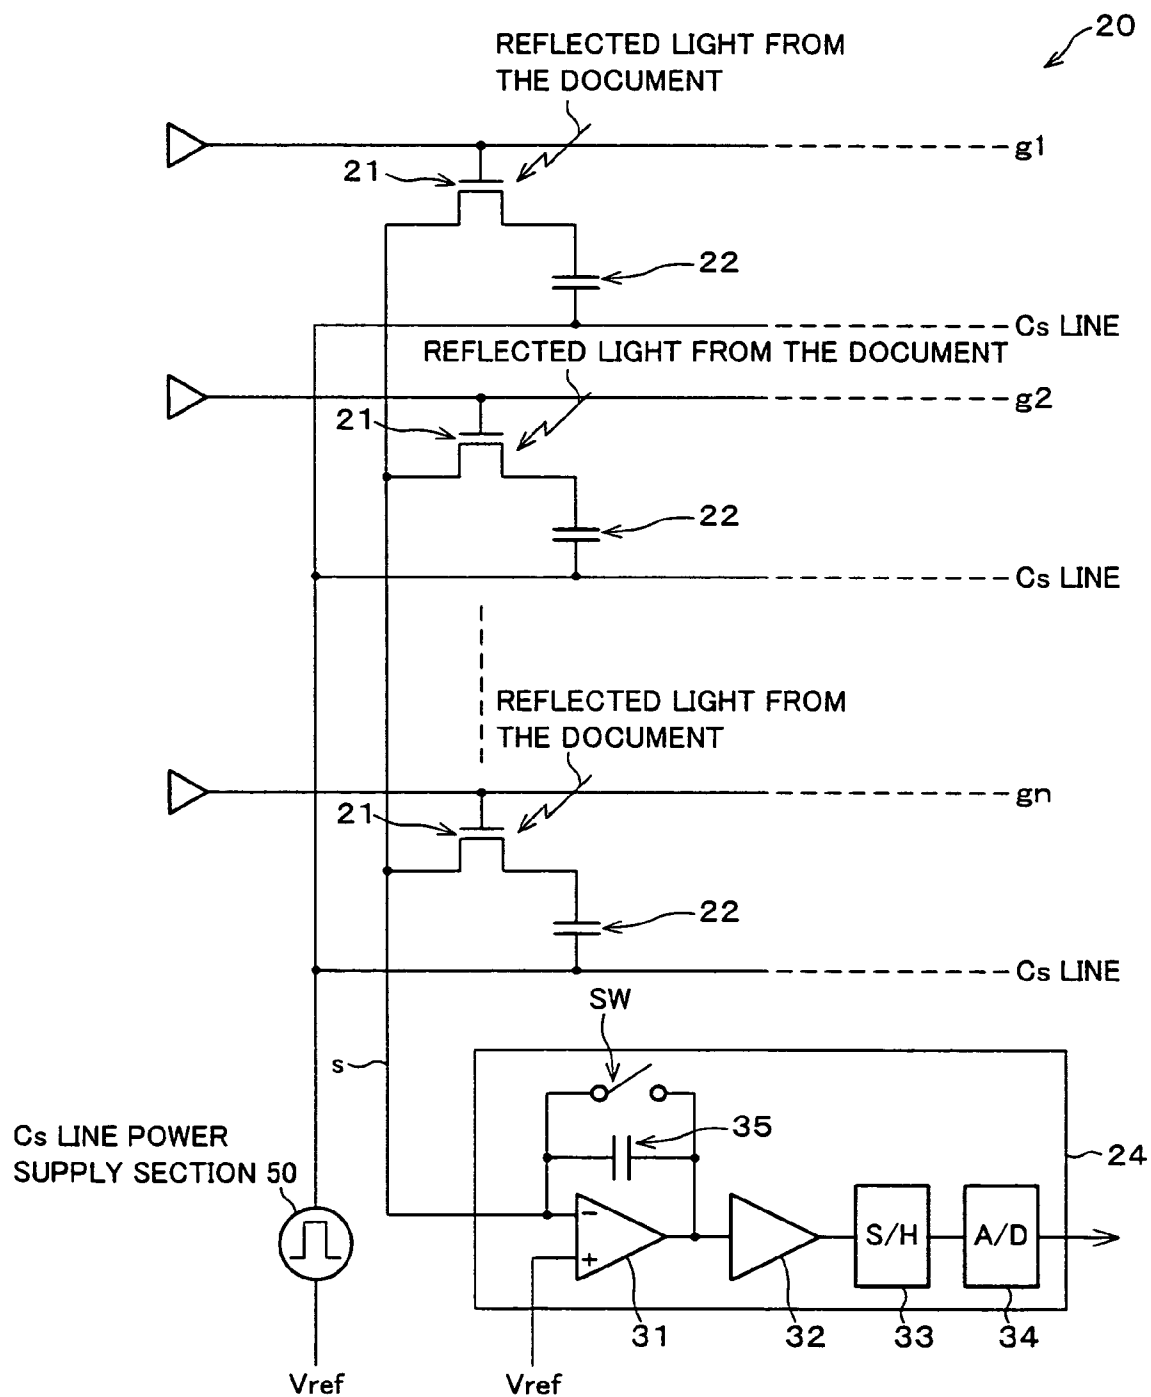 20
REFLECTED LIGHT FROM
THE DOCUMENT
g1
21
22
Cs LINE
REFLECTED LIGHT FROM THE DOCUMENT
g2
21
22
Cs LINE
REFLECTED LIGHT FROM
THE DOCUMENT
gn
21
22
Cs LINE
SW
s
35
Cs LINE POWER
SUPPLY SECTION 50
24
−
+
S/H
A/D
31
32
33
34
Vref
Vref